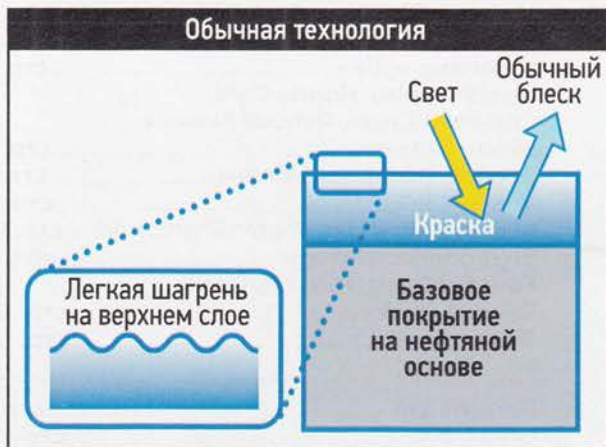 Обычная технология
Свет
Обычный
блеск
Краска
Легкая шагрень
на верхнем слое
Базовое
покрытие
на нефтяной
основе